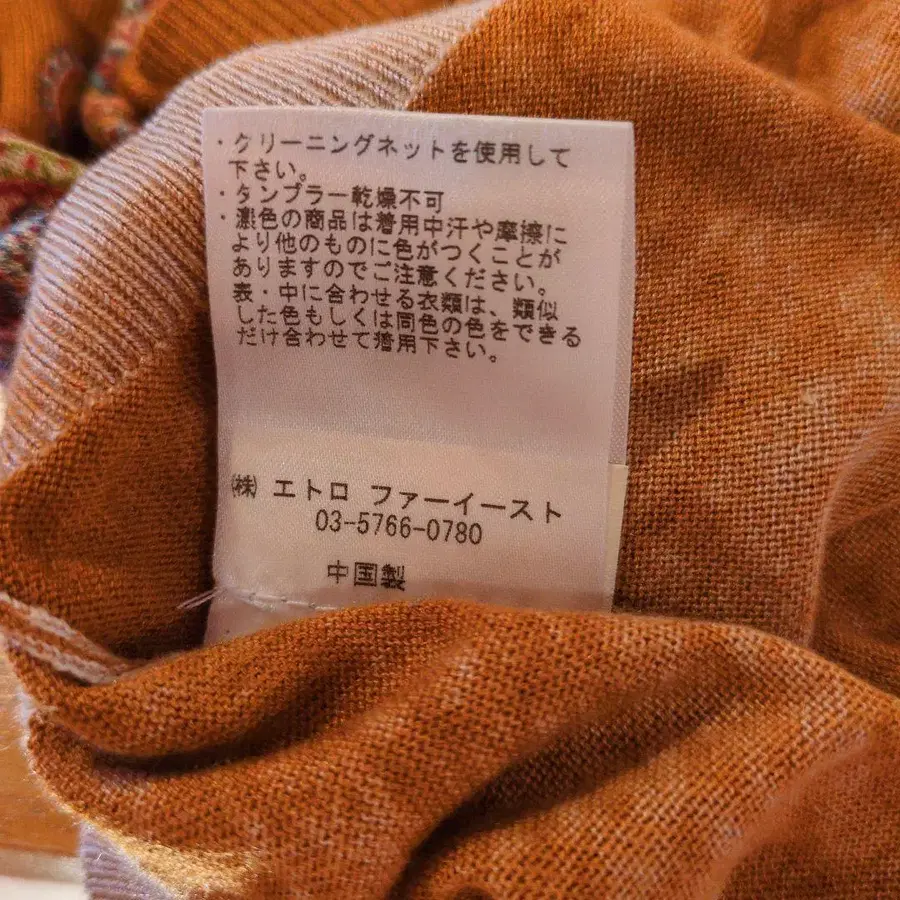 ・クリーニングネットを使用して
下さい。
・タンブラー乾燥不可
・濃色の商品は着用中汗や摩擦に
より他のものに色がつくことが
ありますのでご注意ください。
表・中に合わせる衣類は、類似
した色もしくは同色の色をできる
だけ合わせて着用下さい。
㈱ エトロ ファーイースト
03-5766-0780
中国製